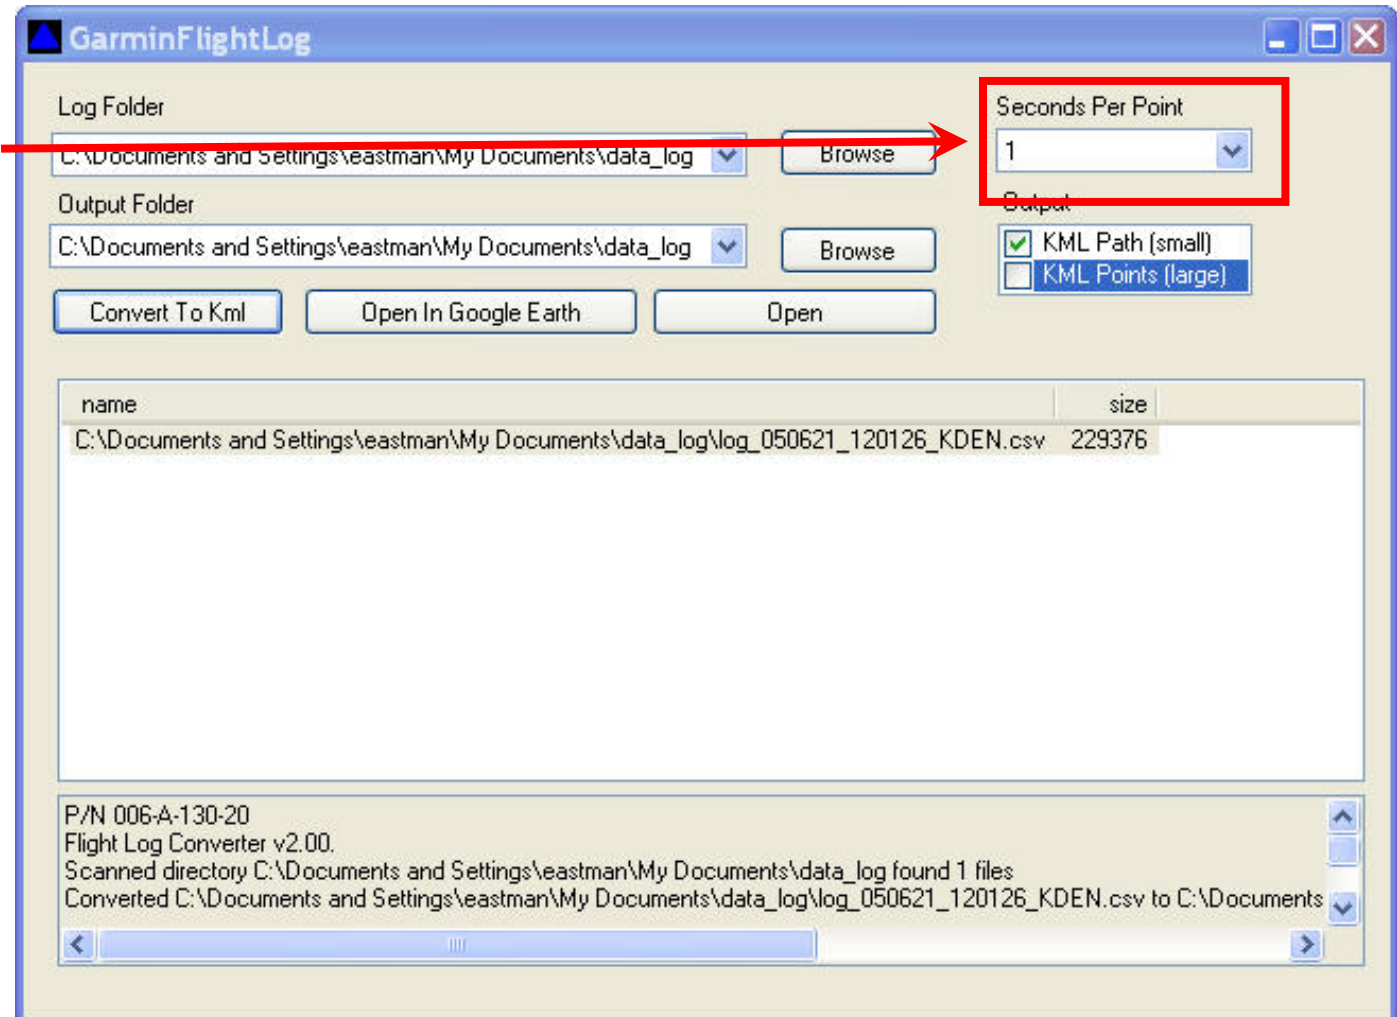 GarminFlightLog
Log Folder
Seconds Per Point
C:\Documents and Settings\eastman\My Documents\data_log
Browse
1
Output Folder
Output
C:\Documents and Settings\eastman\My Documents\data_log
Browse
KML Path (small)
KML Points (large)
Convert To Kml
Open In Google Earth
Open
name size
C:\Documents and Settings\eastman\My Documents\data_log\log_050621_120126_KDEN.csv 229376
P/N 006-A-130-20
Flight Log Converter v2.00.
Scanned directory C:\Documents and Settings\eastman\My Documents\data_log found 1 files
Converted C:\Documents and Settings\eastman\My Documents\data_log\log_050621_120126_KDEN.csv to C:\Documents